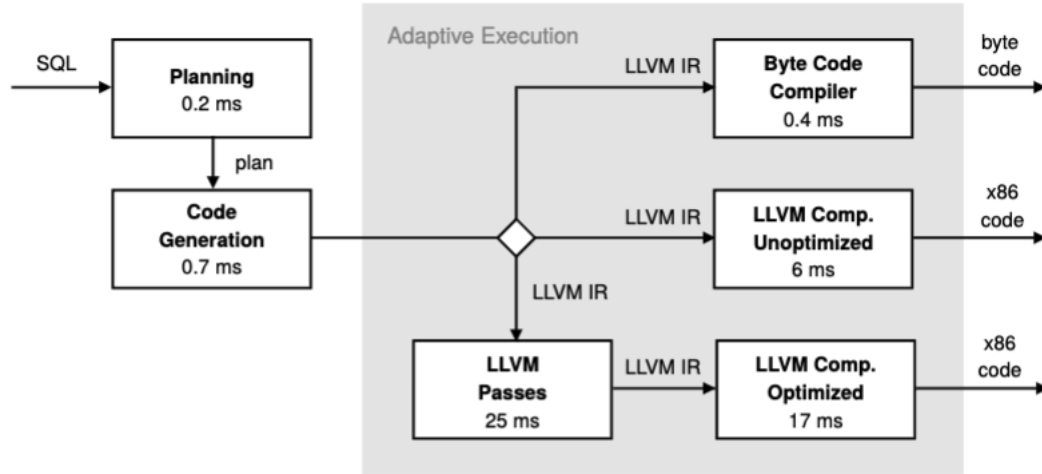 Adaptive Execution
SQL
Planning
0.2 ms
plan
Code
Generation
0.7 ms
LLVM IR
Byte Code
Compiler
0.4 ms
byte
code
LLVM IR
LLVM Comp.
Unoptimized
6 ms
x86
code
LLVM IR
LLVM
Passes
25 ms
LLVM IR
LLVM Comp.
Optimized
17 ms
x86
code